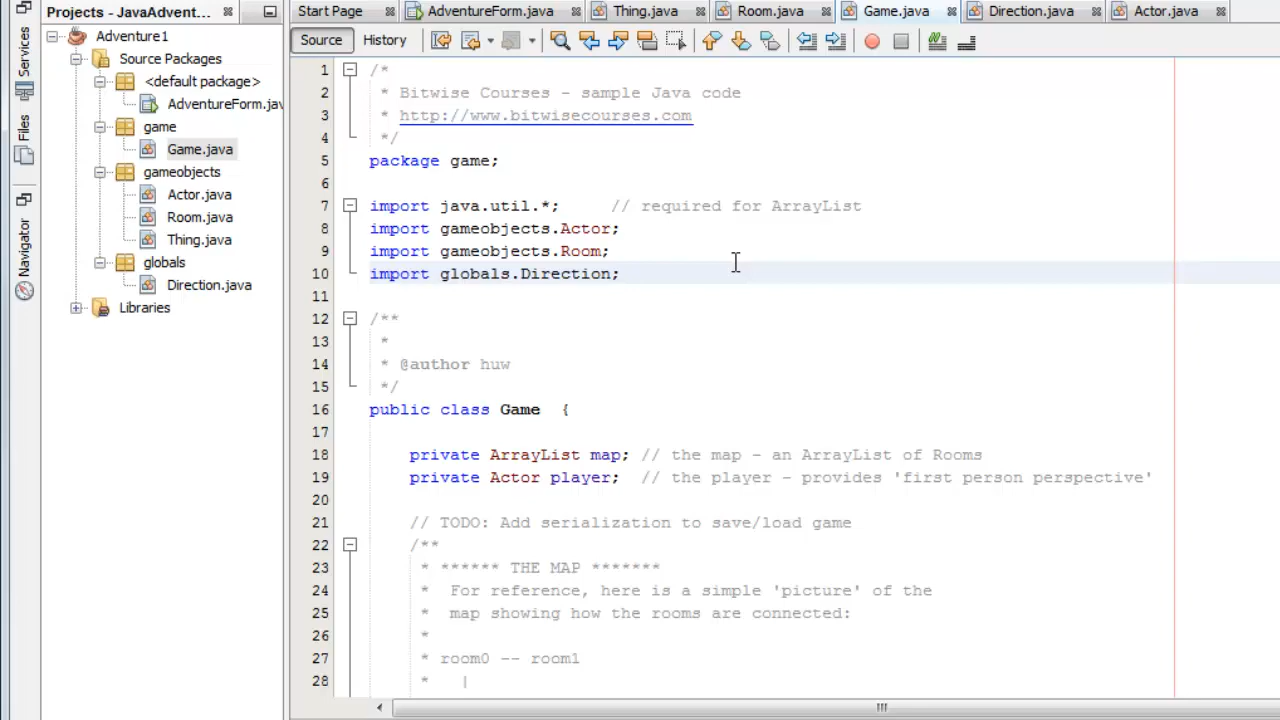 Projects - JavaAdvent...
Start Page
AdventureForm.java
Thing.java
Room.java
Game.java
Direction.java
Actor.java
Services
Files
Navigator
Adventure1
Source Packages
<default package>
AdventureForm.jav
game
Game.java
gameobjects
Actor.java
Room.java
Thing.java
globals
Direction.java
Libraries
Source
History
1 /*
2 * Bitwise Courses - sample Java code
3 * http://www.bitwisecourses.com
4 */
5 package game;
6
7 import java.util.*; // required for ArrayList
8 import gameobjects.Actor;
9 import gameobjects.Room;
10 import globals.Direction;
11
12 /**
13 *
14 * @author huw
15 */
16 public class Game {
17
18 private ArrayList map; // the map - an ArrayList of Rooms
19 private Actor player; // the player - provides 'first person perspective'
20
21 // TODO: Add serialization to save/load game
22 /**
23 * ****** THE MAP *******
24 * For reference, here is a simple 'picture' of the
25 * map showing how the rooms are connected:
26 *
27 * room0 -- room1
28 * |